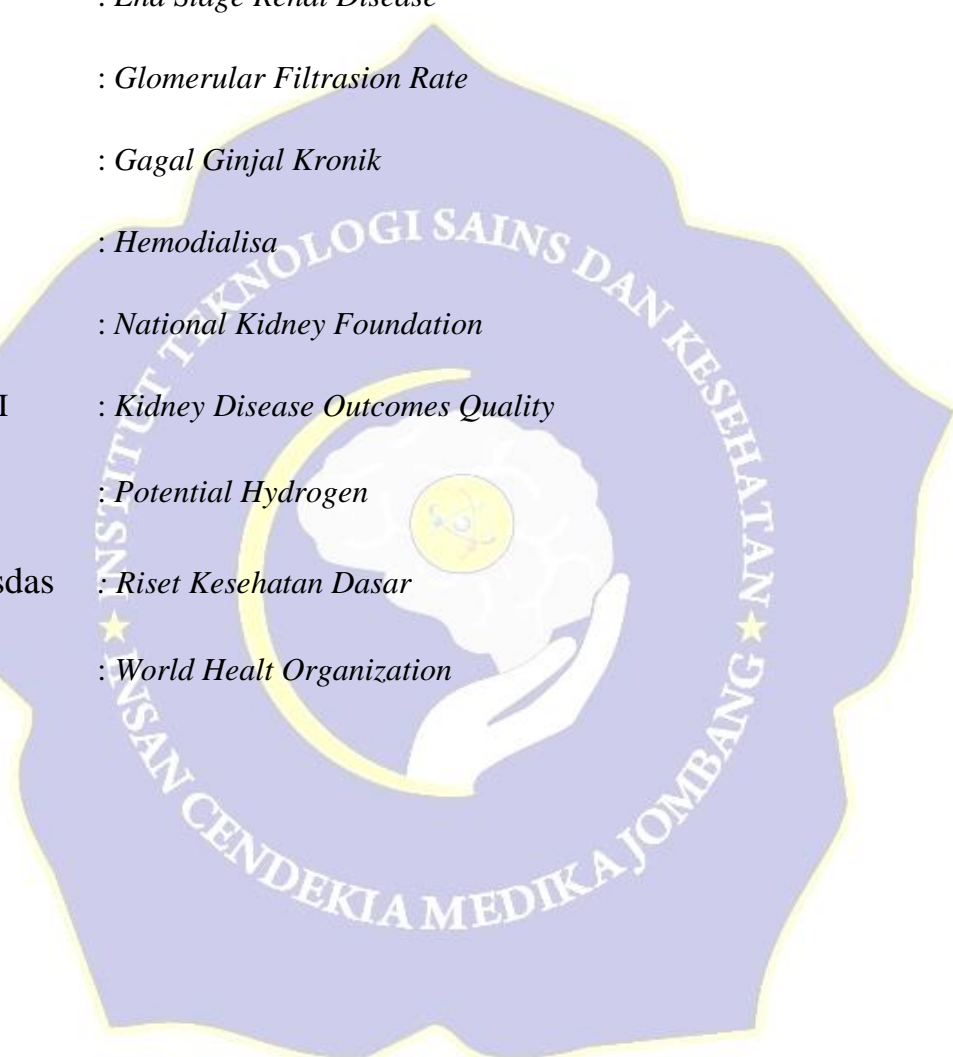 : End Stage Renal Disease
: Glomerular Filtrasion Rate
: Gagal Ginjal Kronik
: Hemodialisa
: National Kidney Foundation
I : Kidney Disease Outcomes Quality
: Potential Hydrogen
sdas : Riset Kesehatan Dasar
: World Healt Organization
INSTITUT TEKNOLOGI SAINS DAN KESEHATAN
INSAN CENDEKIA MEDIKA JOMBANG